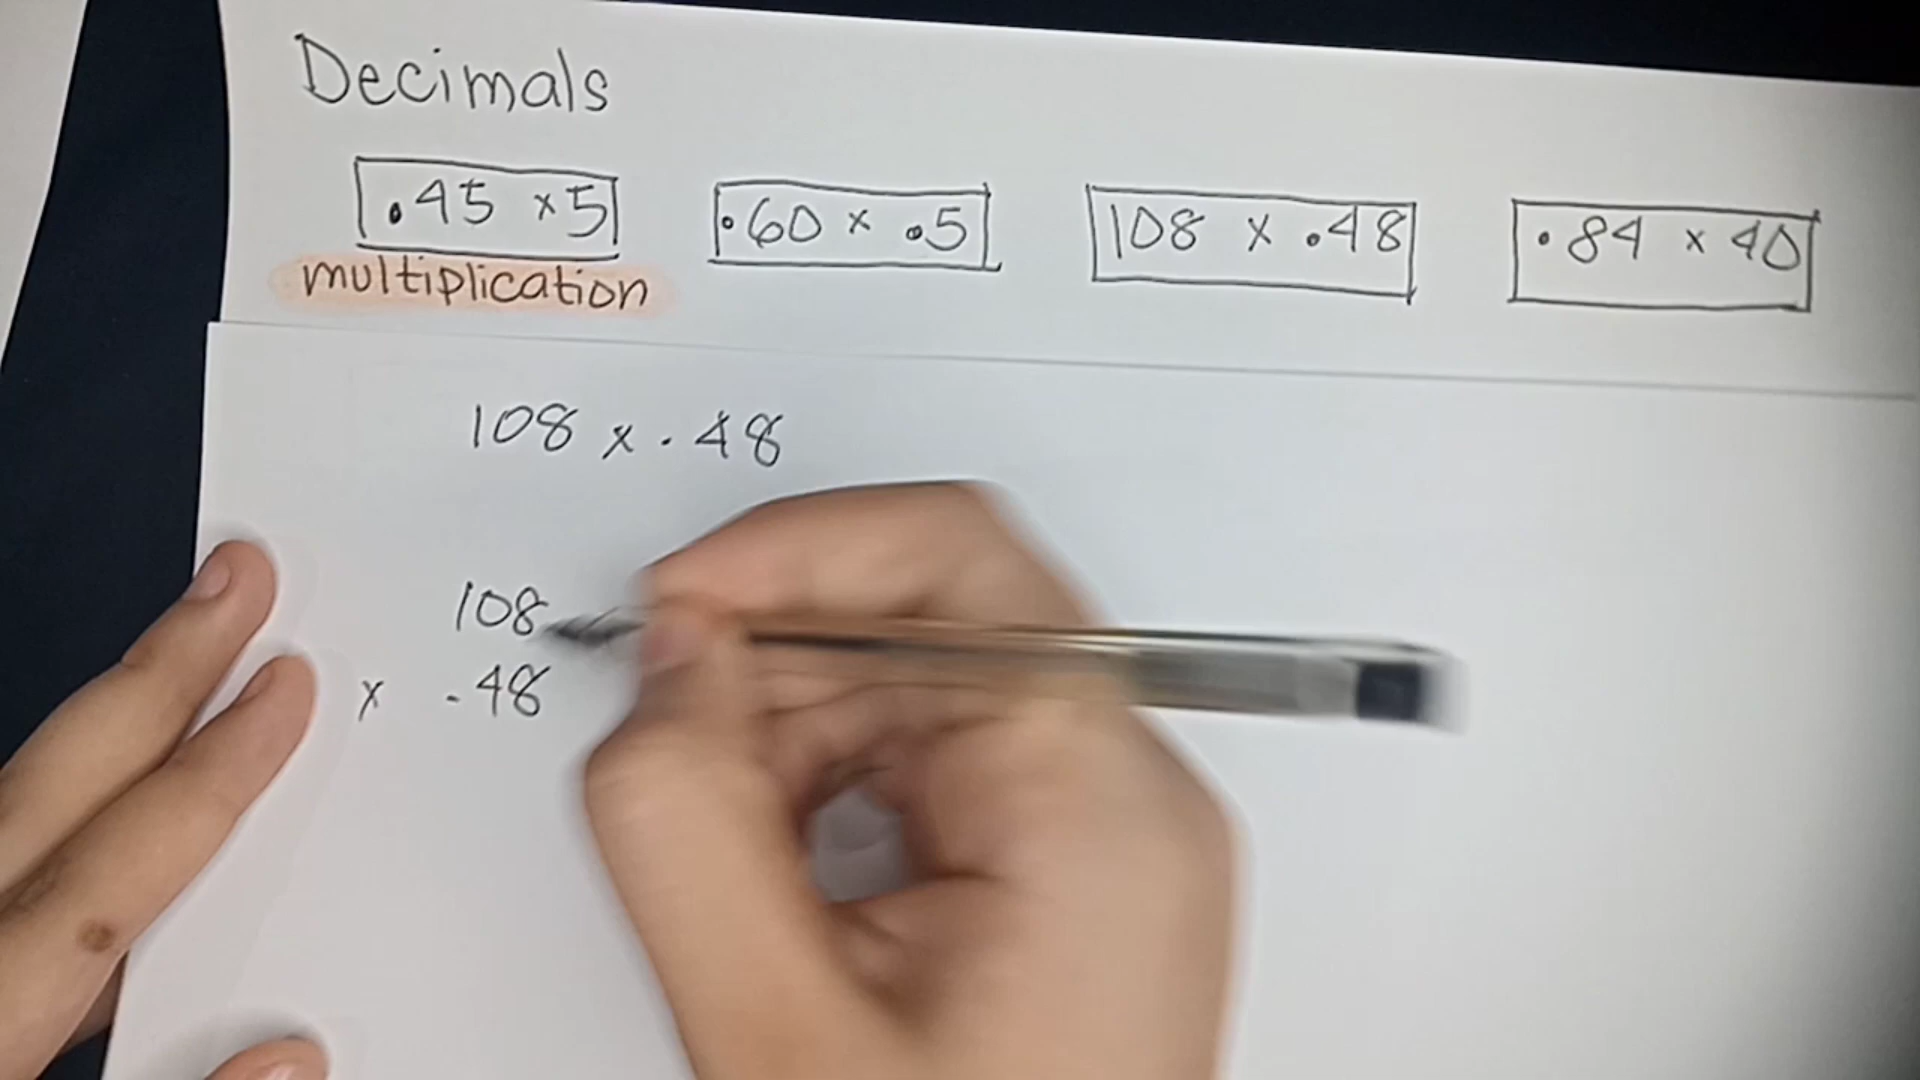 Decimals
.45 x 5
.60 x .5
108 x .48
.84 x 40
multiplication
108 x .48
108
x .48